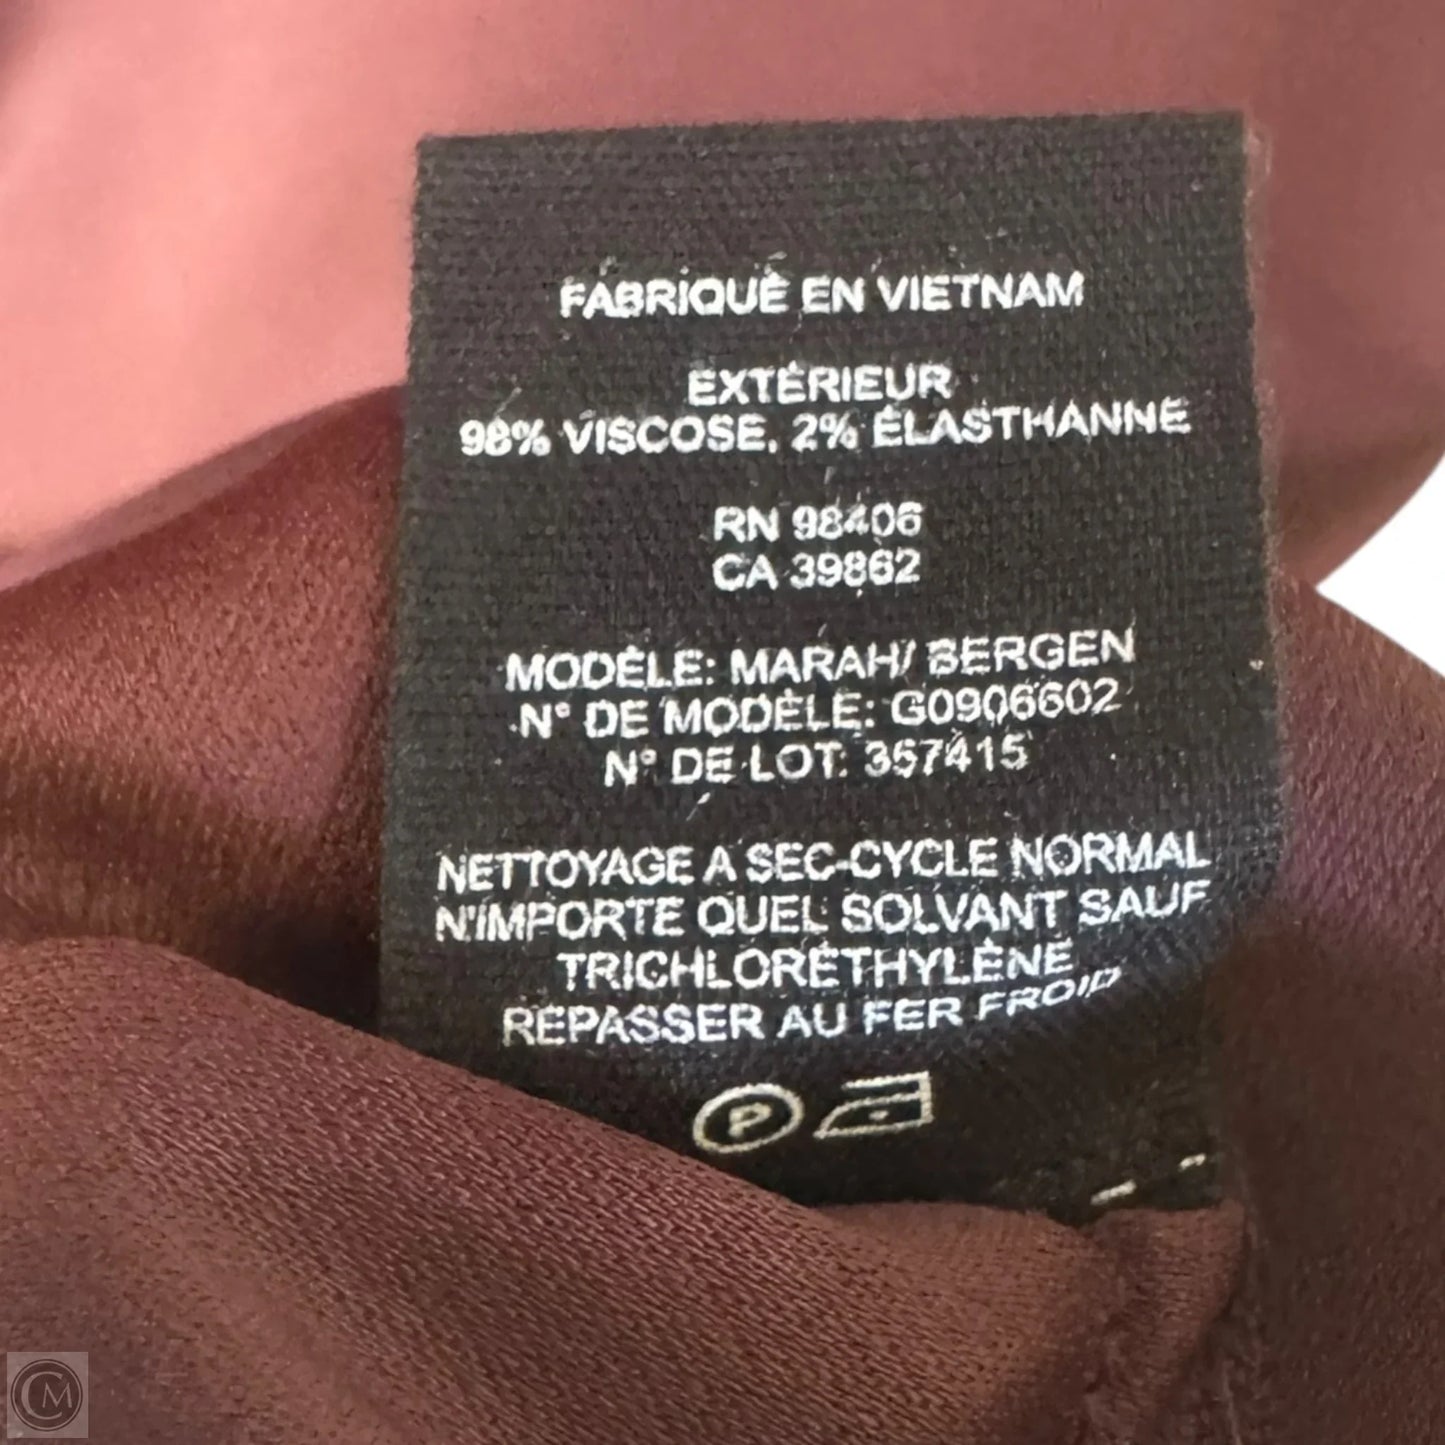 FABRIQUÉ EN VIETNAM
EXTÉRIEUR
98% VISCOSE, 2% ÉLASTHANNE
RN 98406
CA 39862
MODÈLE: MARAH/ BERGEN
N° DE MODÈLE: G0906602
N° DE LOT: 357415
NETTOYAGE A SEC-CYCLE NORMAL
N'IMPORTE QUEL SOLVANT SAUF
TRICHLORÉTHYLÈNE
REPASSER AU FER FROID
P
CM